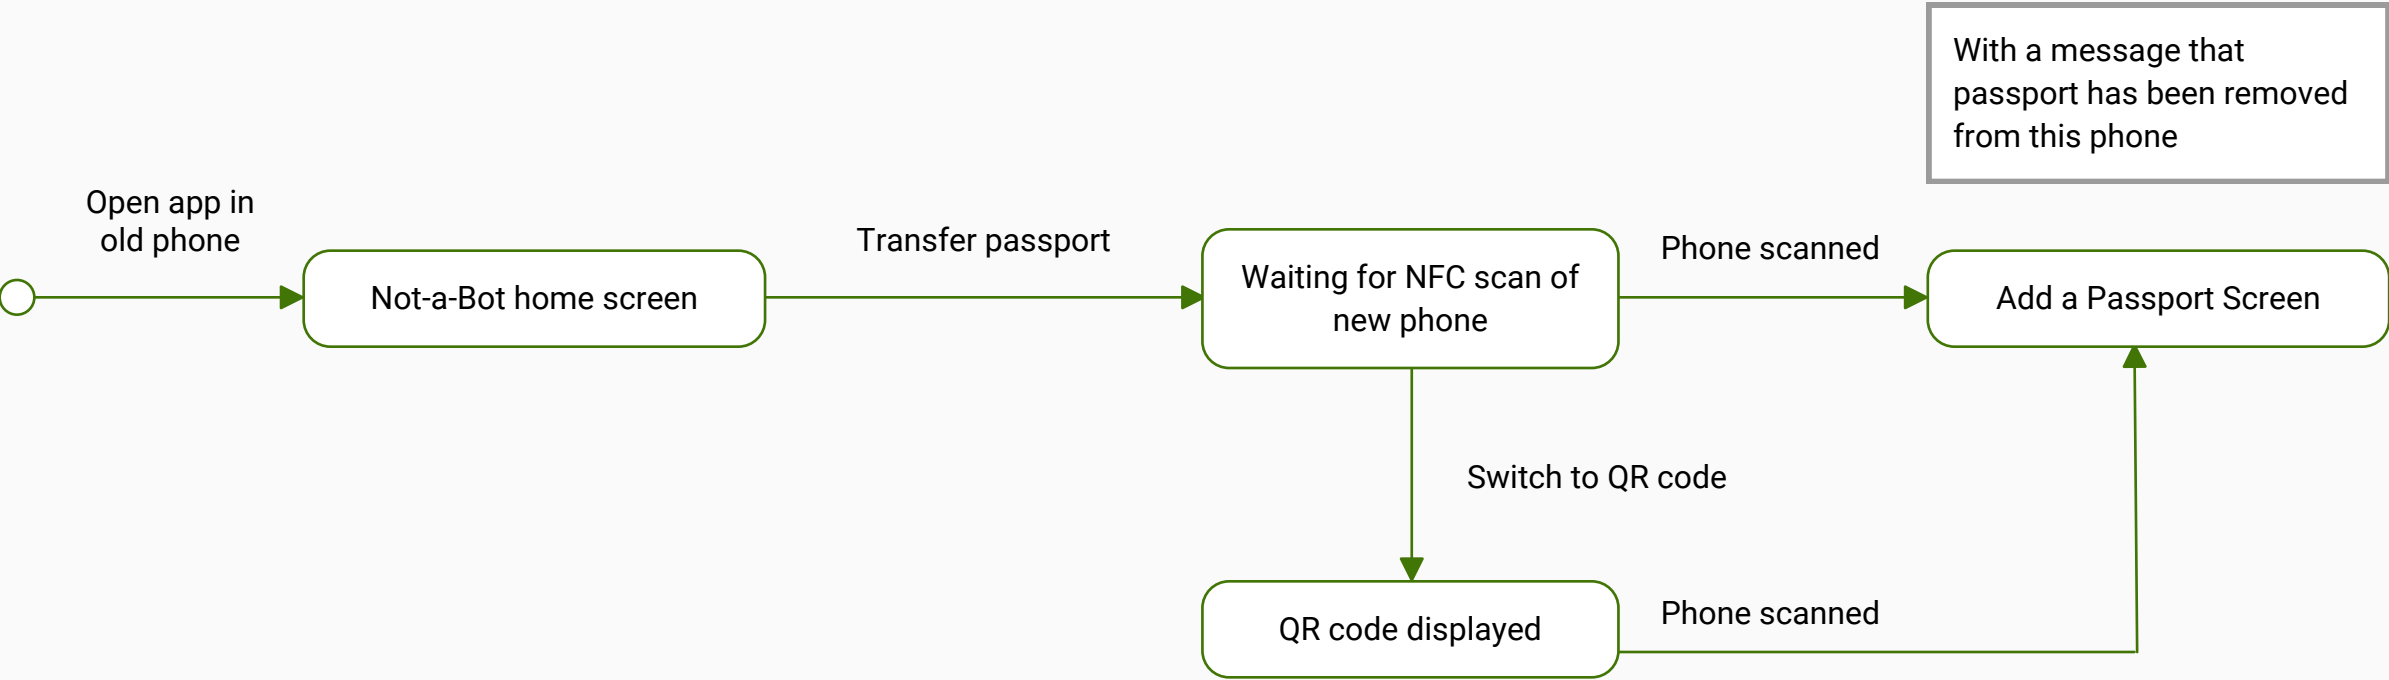 With a message that
passport has been removed
from this phone
Open app in
old phone
Not-a-Bot home screen
Transfer passport
Waiting for NFC scan of
new phone
Phone scanned
Add a Passport Screen
Switch to QR code
QR code displayed
Phone scanned